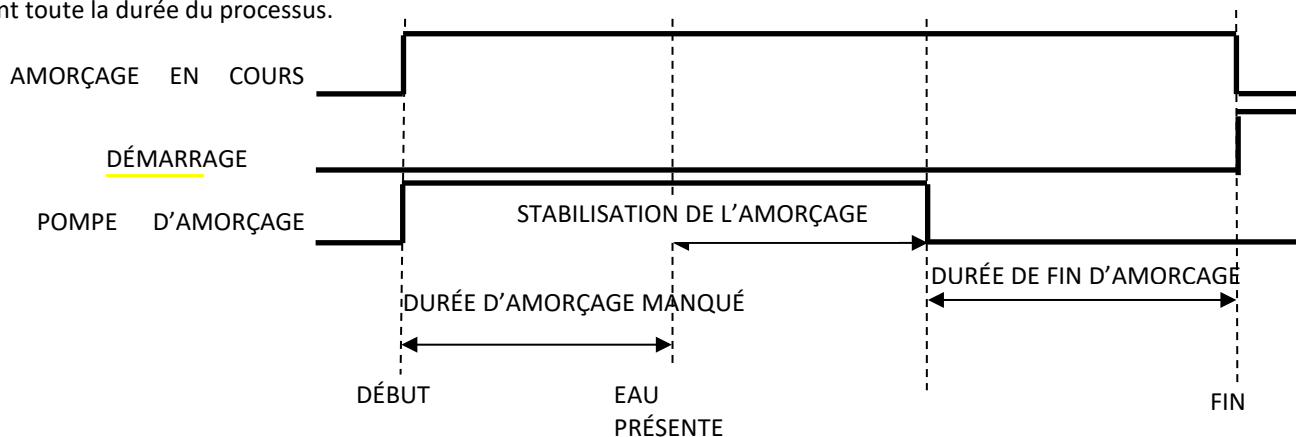 nt toute la durée du processus.
AMORÇAGE EN COURS
DÉMARRAGE
POMPE D'AMORÇAGE
STABILISATION DE L'AMORÇAGE
DURÉE DE FIN D'AMORCAGE
DURÉE D'AMORÇAGE MANQUÉ
DÉBUT
EAU
PRÉSENTE
FIN